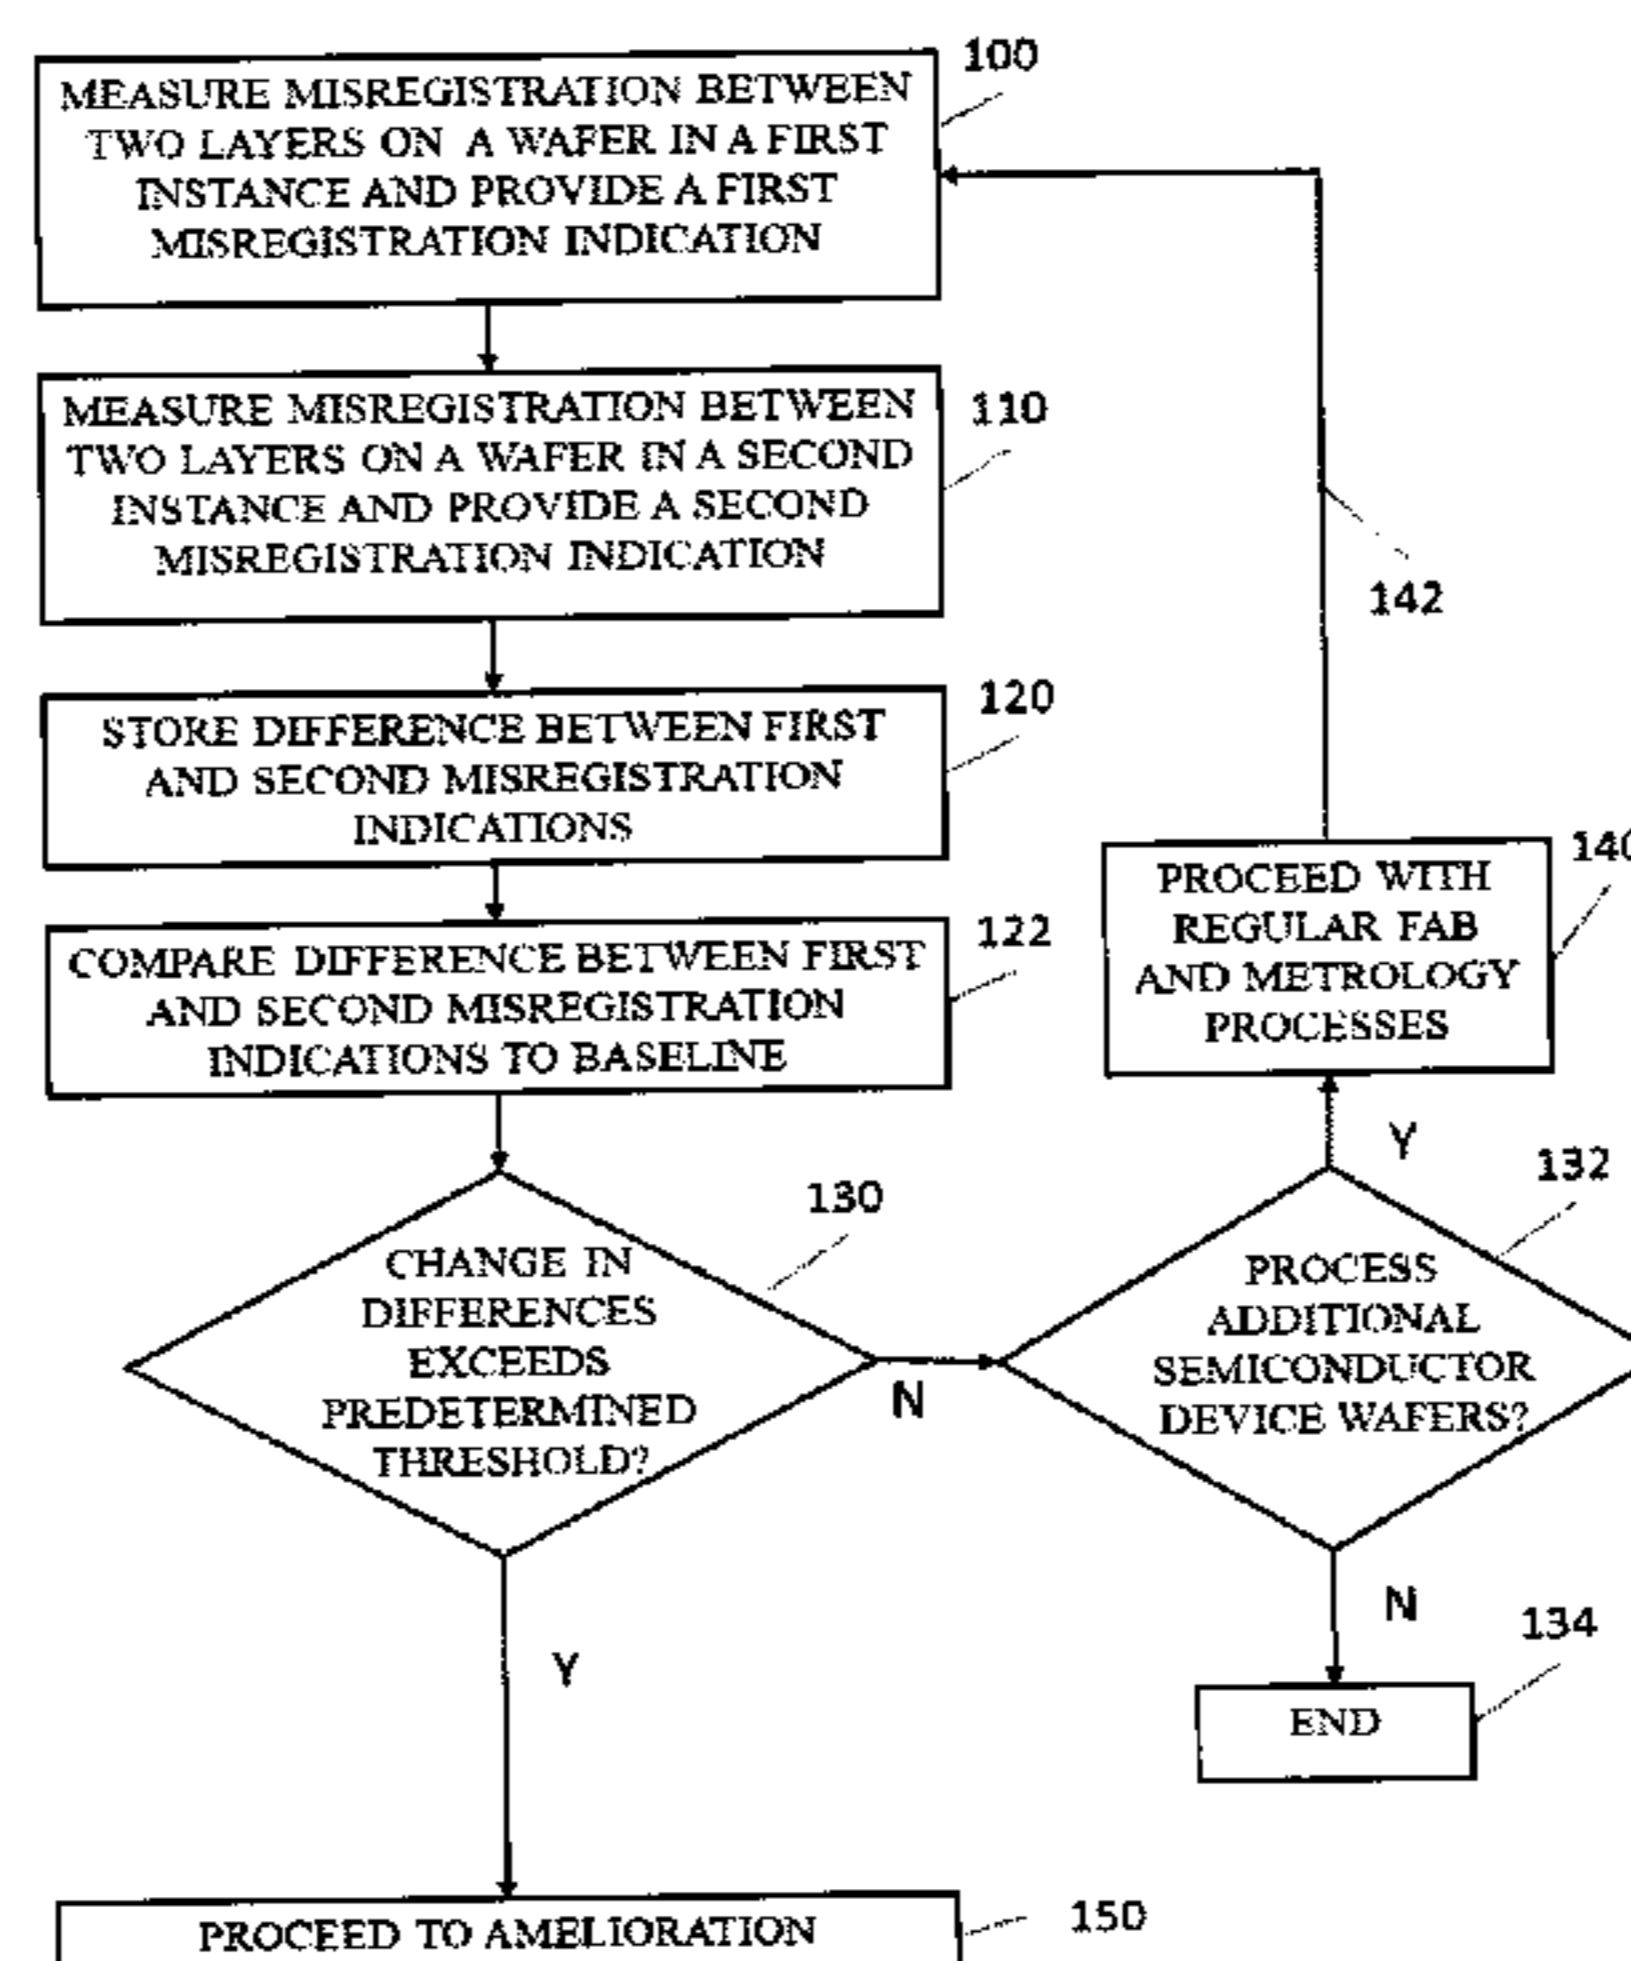 100
MEASURE MISREGISTRATION BETWEEN
TWO LAYERS ON A WAFER IN A FIRST
INSTANCE AND PROVIDE A FIRST
MISREGISTRATION INDICATION
110
MEASURE MISREGISTRATION BETWEEN
TWO LAYERS ON A WAFER IN A SECOND
INSTANCE AND PROVIDE A SECOND
MISREGISTRATION INDICATION
142
120
STORE DIFFERENCE BETWEEN FIRST
AND SECOND MISREGISTRATION
INDICATIONS
140
PROCEED WITH
REGULAR FAB
AND METROLOGY
PROCESSES
122
COMPARE DIFFERENCE BETWEEN FIRST
AND SECOND MISREGISTRATION
INDICATIONS TO BASELINE
Y
132
130
CHANGE IN
DIFFERENCES
EXCEEDS
PREDETERMINED
THRESHOLD?
N
PROCESS
ADDITIONAL
SEMICONDUCTOR
DEVICE WAFERS?
N
134
END
Y
150
PROCEED TO AMELIORATION